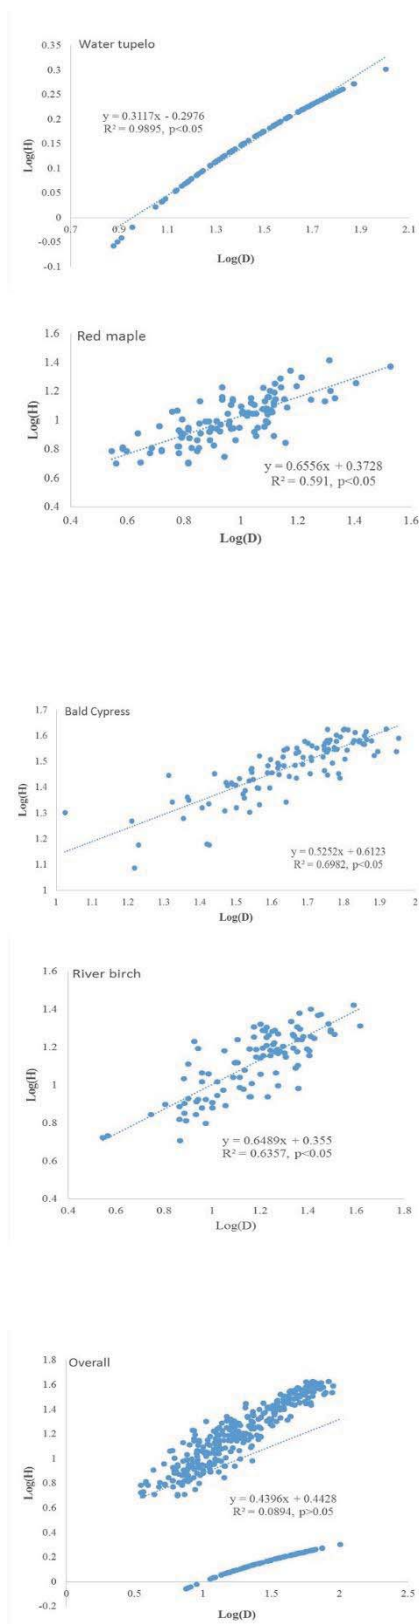 Water tupelo
0.35
0.3
0.25
0.2
0.15
0.1
0.05
0
-0.05
-0.1
Log(H)
y = 0.3117x - 0.2976
R² = 0.9895, p<0.05
0.7 0.9 1.1 1.3 1.5 1.7 1.9 2.1
Log(D)
Red maple
1.6
1.4
1.2
1
0.8
0.6
0.4
Log(H)
y = 0.6556x + 0.3728
R² = 0.591, p<0.05
0.4 0.6 0.8 1 1.2 1.4 1.6
Log(D)
Bald Cypress
1.7
1.6
1.5
1.4
1.3
1.2
1.1
1
Log(H)
y = 0.5252x + 0.6123
R² = 0.6982, p<0.05
1 1.1 1.2 1.3 1.4 1.5 1.6 1.7 1.8 1.9 2
Log(D)
River birch
1.6
1.4
1.2
1
0.8
0.6
0.4
Log(H)
y = 0.6489x + 0.355
R² = 0.6357, p<0.05
0.4 0.6 0.8 1 1.2 1.4 1.6 1.8
Log(D)
Overall
1.8
1.6
1.4
1.2
1
0.8
0.6
0.4
0.2
0
-0.2
Log(H)
y = 0.4396x + 0.4428
R² = 0.0894, p>0.05
0 0.5 1 1.5 2 2.5
Log(D)